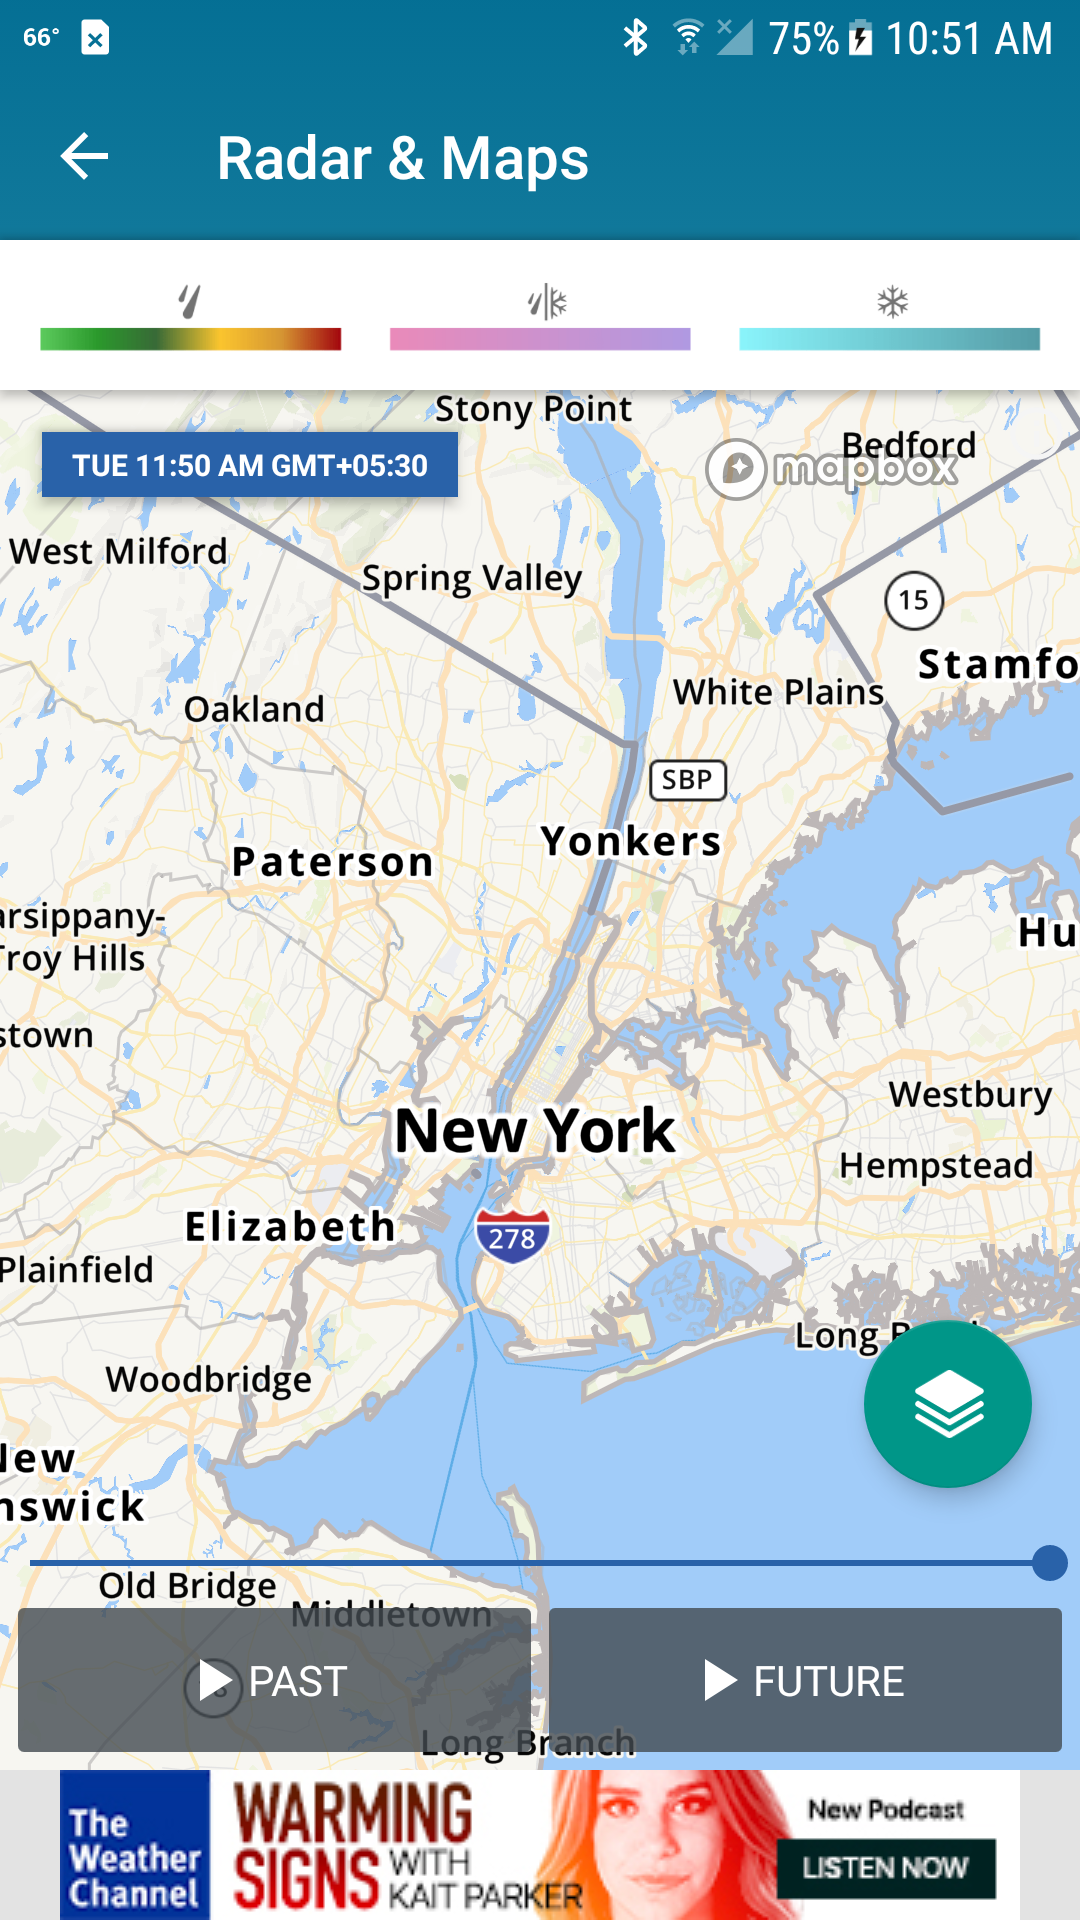 66°
75%
10:51 AM
Radar & Maps
Stony Point
Bedford
TUE 11:50 AM GMT+05:30
mapbox
West Milford
Spring Valley
15
Stamfo
White Plains
Oakland
SBP
Yonkers
Paterson
arsippany-
Troy Hills
Hu
stown
Westbury
New York
Hempstead
Elizabeth
278
Plainfield
Long
Woodbridge
New
nswick
Old Bridge
Middletown
PAST
FUTURE
Long Branch
The
Weather
Channel
WARMING
SIGNS WITH
KAIT PARKER
New Podcast
LISTEN NOW